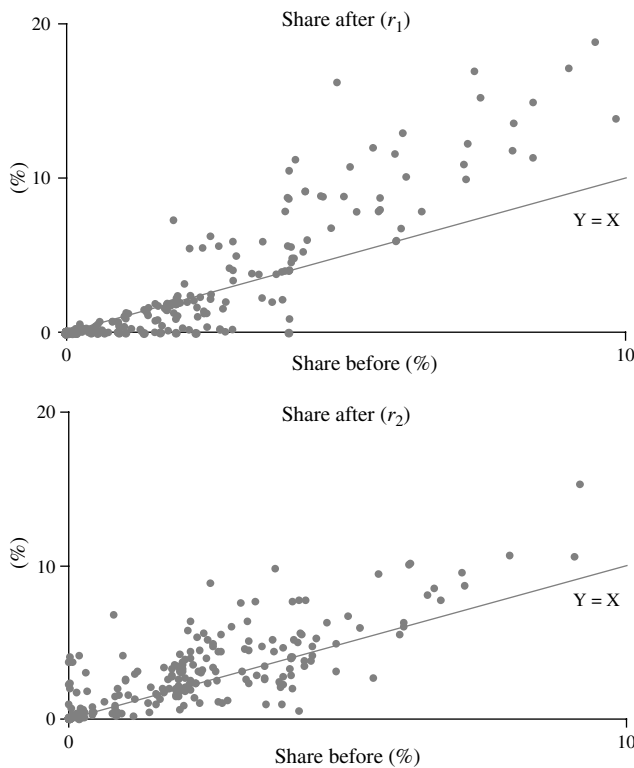 Share after (r₁)
20
10
0
(%)
Y = X
0
10
Share before (%)
Share after (r₂)
20
10
0
(%)
Y = X
0
10
Share before (%)